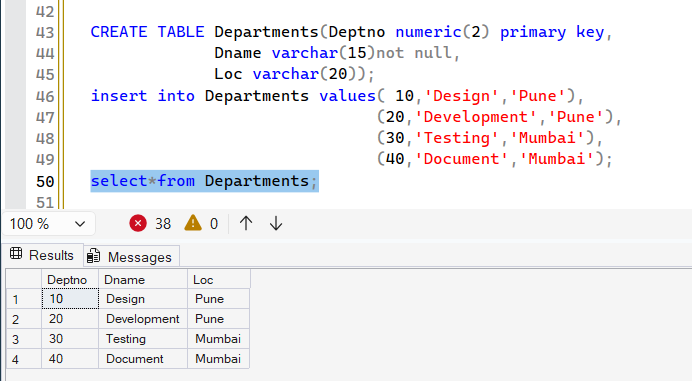 42
43 CREATE TABLE Departments(Deptno numeric(2) primary key,
44 Dname varchar(15)not null,
45 Loc varchar(20));
46 insert into Departments values( 10,'Design','Pune'),
47 (20,'Development','Pune'),
48 (30,'Testing','Mumbai'),
49 (40,'Document','Mumbai');
50 select*from Departments;
51
100 % 38 0
Results Messages
Deptno Dname Loc
1 10 Design Pune
2 20 Development Pune
3 30 Testing Mumbai
4 40 Document Mumbai